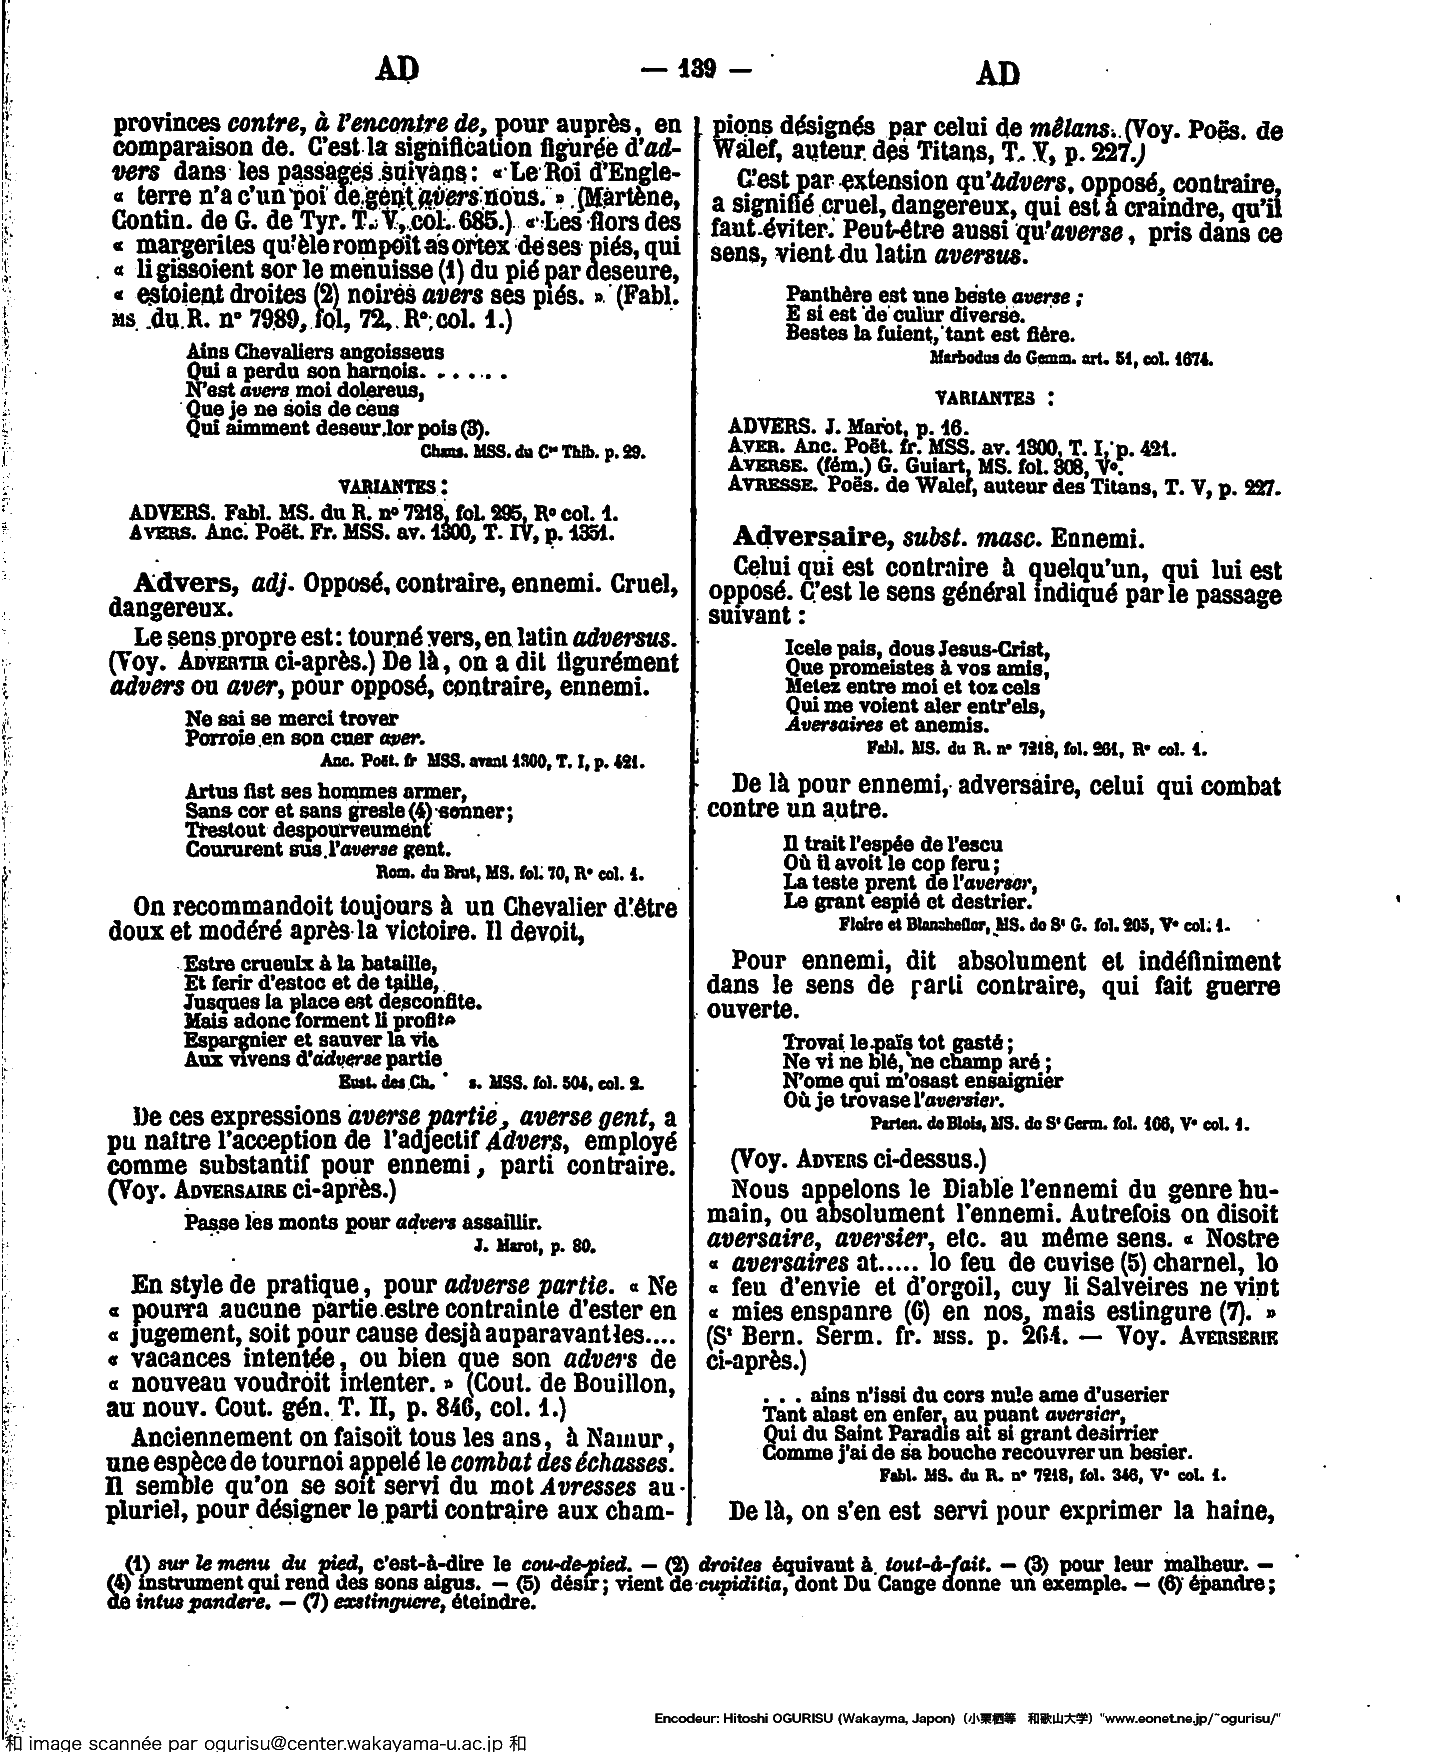 AD
— 139 —
AD
provinces contre, à l'encontre de, pour auprès, en
comparaison de. C'est la signification figurée d'ad-
vers dans les passages suivans : « Le Roi d'Engle-
« terre n'a c'un poi de gent avers nous. » (Martène,
Contin. de G. de Tyr. T. V, col. 685.) « Les flors des
« margerites qu'èle rompoit as ortex de ses piés, qui
« li gissoient sor le menuisse (1) du pié par deseure,
« estoient droites (2) noires avers ses piés. » (Fabl.
MS. du R. n° 7989, fol, 72, R° col. 1.)
Ains Chevaliers angoisseus
Qui a perdu son harnois. . . . . .
N'est avers moi dolereus,
Que je ne sois de ceus
Qui aimment deseur lor pois (3).
Chans. MSS. du Cte Thib. p. 29.
VARIANTES :
ADVERS. Fabl. MS. du R. n° 7218, fol. 295, R° col. 1.
AVERS. Anc. Poët. Fr. MSS. av. 1300, T. IV, p. 1351.
Advers, adj. Opposé, contraire, ennemi. Cruel,
dangereux.
Le sens propre est : tourné vers, en latin adversus.
(Voy. ADVERTIR ci-après.) De là, on a dit figurément
advers ou aver, pour opposé, contraire, ennemi.
Ne sai se merci trover
Porroie en son cuer aver.
Anc. Poët. fr MSS. avant 1300, T. I, p. 421.
Artus fist ses hommes armer,
Sans cor et sans gresle (4) sonner ;
Trestout despourveument
Coururent sus l'averse gent.
Rom. du Brut, MS. fol. 70, R° col. 1.
On recommandoit toujours à un Chevalier d'être
doux et modéré après la victoire. Il devoit,
Estre crueulx à la bataille,
Et ferir d'estoc et de taille,
Jusques la place est desconfite.
Mais adonc forment li profite
Espargnier et sauver la vie
Aux vivens d'adverse partie
Eust. des Ch. s. MSS. fol. 504, col. 2.
De ces expressions averse partie, averse gent, a
pu naître l'acception de l'adjectif Advers, employé
comme substantif pour ennemi, parti contraire.
(Voy. ADVERSAIRE ci-après.)
Passe les monts pour advers assaillir.
J. Marot, p. 80.
En style de pratique, pour adverse partie. « Ne
« pourra aucune partie estre contrainte d'ester en
« jugement, soit pour cause desjà auparavant les....
« vacances intentée, ou bien que son advers de
« nouveau voudroit intenter. » (Cout. de Bouillon,
au nouv. Cout. gén. T. II, p. 846, col. 1.)
Anciennement on faisoit tous les ans, à Namur,
une espèce de tournoi appelé le combat des échasses.
Il semble qu'on se soit servi du mot Avresses au
pluriel, pour désigner le parti contraire aux cham-
pions désignés par celui de mêlans. (Voy. Poës. de
Walef, auteur des Titans, T. V, p. 227.)
C'est par extension qu'advers, opposé, contraire,
a signifié cruel, dangereux, qui est à craindre, qu'il
faut éviter. Peut-être aussi qu'averse, pris dans ce
sens, vient du latin aversus.
Panthère est une beste averse ;
E si est de culur diverse.
Bestes la fuient, tant est fière.
Marbodus de Gemm. art. 51, col. 1674.
VARIANTES :
ADVERS. J. Marot, p. 16.
AVER. Anc. Poët. fr. MSS. av. 1300, T. I, p. 421.
AVERSE. (fém.) G. Guiart, MS. fol. 308, V°.
AVRESSE. Poës. de Walef, auteur des Titans, T. V, p. 227.
Adversaire, subst. masc. Ennemi.
Celui qui est contraire à quelqu'un, qui lui est
opposé. C'est le sens général indiqué par le passage
suivant :
Icele pais, dous Jesus-Crist,
Que promeistes à vos amis,
Metez entre moi et toz cels
Qui me voient aler entr'els,
Aversaires et anemis.
Fabl. MS. du R. n° 7218, fol. 261, R° col. 1.
De là pour ennemi, adversaire, celui qui combat
contre un autre.
Il trait l'espée de l'escu
Où il avoit le cop feru ;
La teste prent de l'averser,
Le grant espié et destrier.
Floire et Blancheflor, MS. de St G. fol. 205, V° col. 1.
Pour ennemi, dit absolument et indéfiniment
dans le sens de parti contraire, qui fait guerre
ouverte.
Trovai le païs tot gasté ;
Ne vi ne blé, ne champ aré ;
N'ome qui m'osast ensaignier
Où je trovase l'aversier.
Parten. de Blois, MS. de St Germ. fol. 166, V° col. 1.
(Voy. ADVERS ci-dessus.)
Nous appelons le Diable l'ennemi du genre hu-
main, ou absolument l'ennemi. Autrefois on disoit
aversaire, aversier, etc. au même sens. « Nostre
« aversaires at..... lo feu de cuvise (5) charnel, lo
« feu d'envie et d'orgoil, cuy li Salveires ne vint
« mies enspanre (6) en nos, mais estingure (7). »
(St Bern. Serm. fr. MSS. p. 264. — Voy. AVERSERIE
ci-après.)
. . . ains n'issi du cors nule ame d'userier
Tant alast en enfer, au puant aversier,
Qui du Saint Paradis ait si grant desirrier
Comme j'ai de sa bouche recouvrer un besier.
Fabl. MS. du R. n° 7218, fol. 346, V° col. 1.
De là, on s'en est servi pour exprimer la haine,
(1) sur le menu du pied, c'est-à-dire le cou-de-pied. — (2) droites équivaut à tout-à-fait. — (3) pour leur malheur. —
(4) instrument qui rend des sons aigus. — (5) désir ; vient de cupiditia, dont Du Cange donne un exemple. — (6) épandre ;
de intus pandere. — (7) exstinguere, éteindre.
Encodeur: Hitoshi OGURISU (Wakayma, Japon) (小栗栖等 和歌山大学) "www.eonet.ne.jp/~ogurisu/"
和 image scannée par ogurisu@center.wakayama-u.ac.jp 和